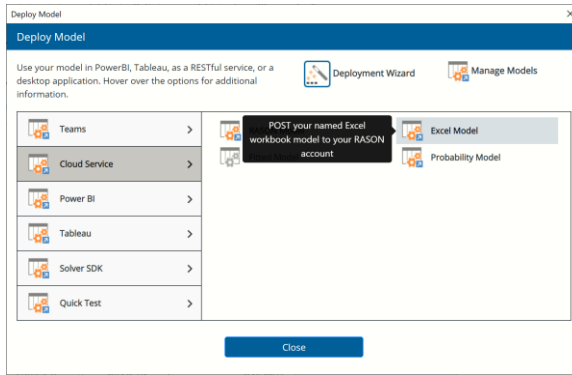 Deploy Model
Deploy Model
Use your model in PowerBI, Tableau, as a RESTful service, or a
desktop application. Hover over the options for additional
information.
Deployment Wizard
Manage Models
Teams
Cloud Service
Power BI
Tableau
Solver SDK
Quick Test
POST your named Excel
workbook model to your RASON
account
Excel Model
Probability Model
Close